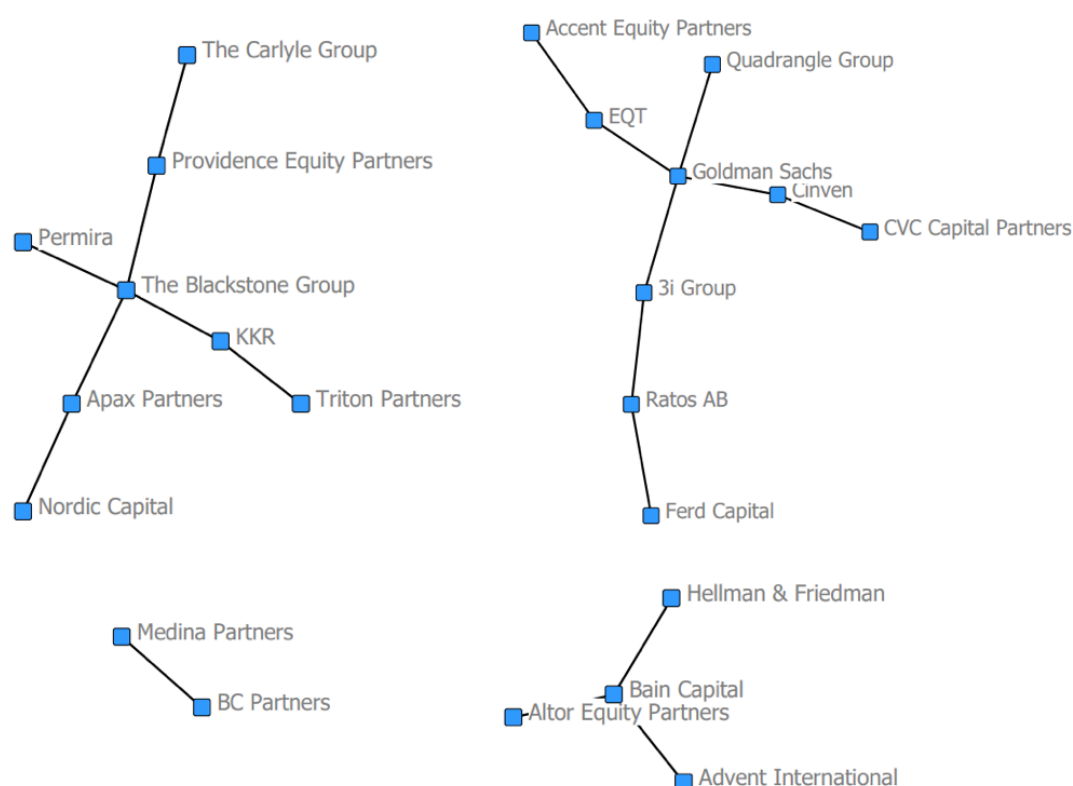 The Carlyle Group
Providence Equity Partners
Permira
The Blackstone Group
KKR
Apax Partners
Triton Partners
Nordic Capital
Accent Equity Partners
Quadrangle Group
EQT
Goldman Sachs
Cinven
CVC Capital Partners
3i Group
Ratos AB
Ferd Capital
Medina Partners
BC Partners
Hellman & Friedman
Bain Capital
Altor Equity Partners
Advent International